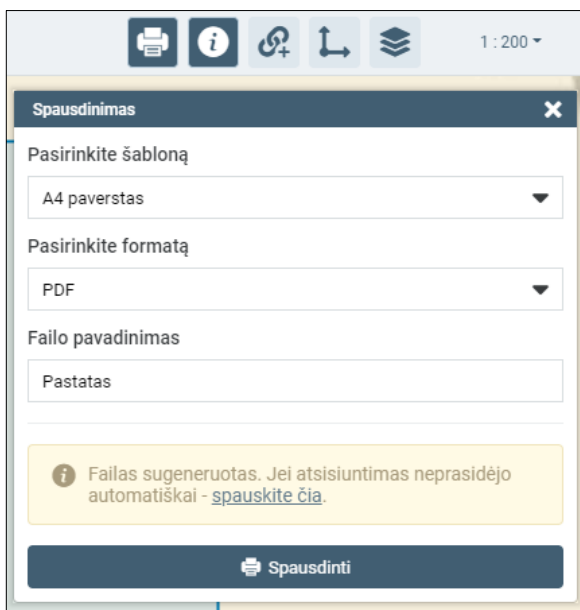 1 : 200
Spausdinimas
Pasirinkite šabloną
A4 paverstas
Pasirinkite formatą
PDF
Failo pavadinimas
Pastatas
Failas sugeneruotas. Jei atsisiuntimas neprasidėjo
automatiškai - spauskite čia.
Spausdinti